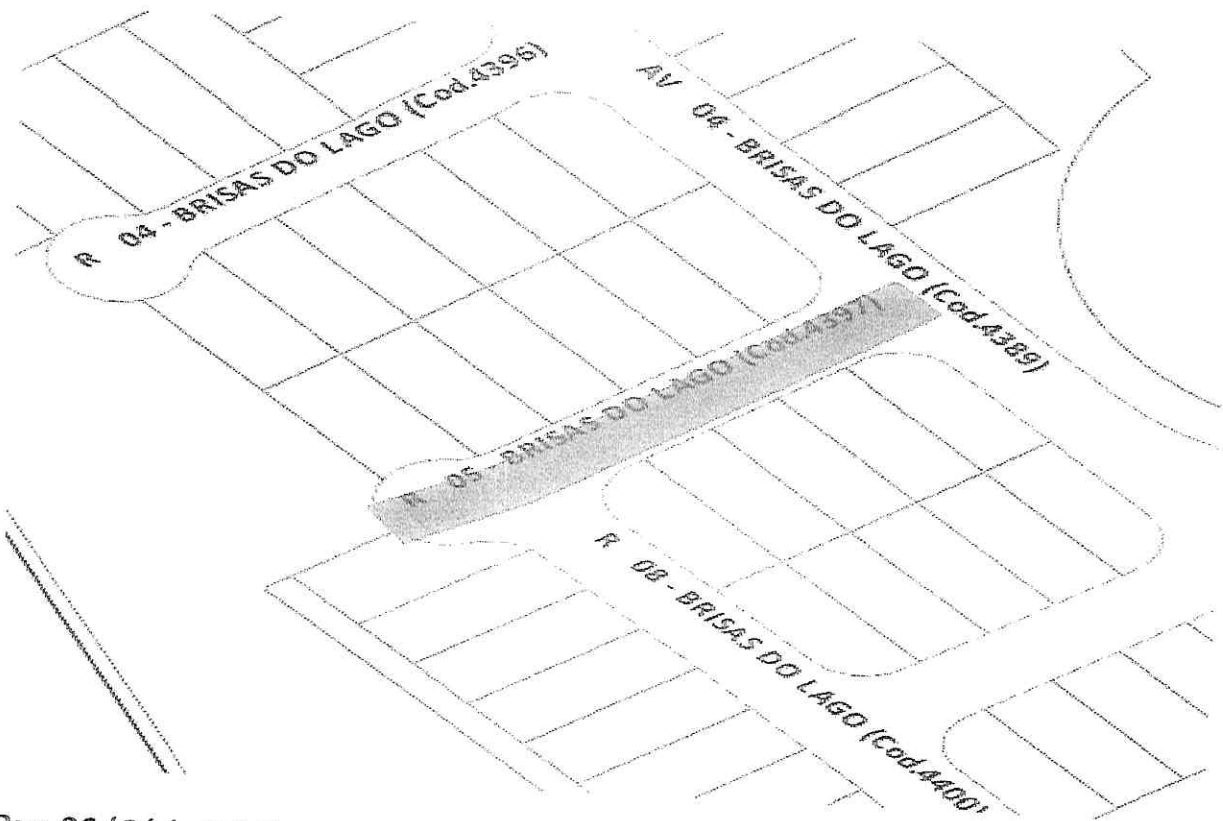 R 04 - BRISAS DO LAGO (Cod.4396)
AV 04 - BRISAS DO LAGO (Cod.4389)
R 05 - BRISAS DO LAGO (Cod.4397)
R 08 - BRISAS DO LAGO (Cod.4400)